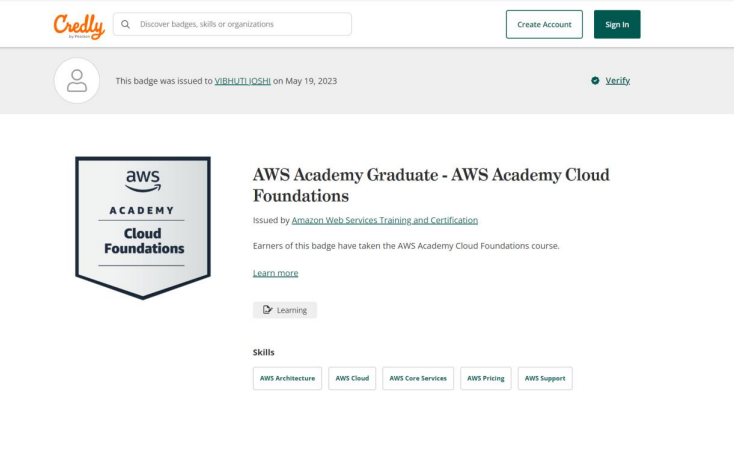 Credly
by Pearson
Discover badges, skills or organizations
Create Account
Sign In
This badge was issued to VIBHUTI JOSHI on May 19, 2023
Verify
aws
ACADEMY
Cloud
Foundations
AWS Academy Graduate - AWS Academy Cloud
Foundations
Issued by Amazon Web Services Training and Certification
Earners of this badge have taken the AWS Academy Cloud Foundations course.
Learn more
Learning
Skills
AWS Architecture
AWS Cloud
AWS Core Services
AWS Pricing
AWS Support